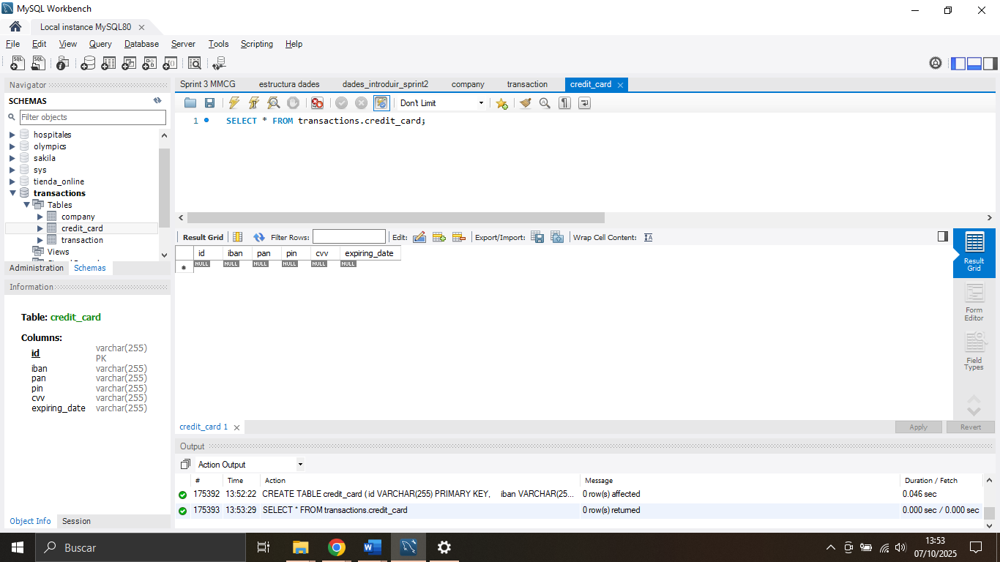 MySQL Workbench
Local instance MySQL80
File Edit View Query Database Server Tools Scripting Help
Navigator
SCHEMAS
Filter objects
hospitales
olympics
sakila
sys
tienda_online
transactions
Tables
company
credit_card
transaction
Views
Administration Schemas
Information
Table: credit_card
Columns:
id varchar(255)
PK
iban varchar(255)
pan varchar(255)
pin varchar(255)
cvv varchar(255)
expiring_date varchar(255)
Object Info Session
Sprint 3 MMCG estructura dades dades_introduir_sprint2 company transaction credit_card
Don't Limit
1 SELECT * FROM transactions.credit_card;
Result Grid Filter Rows: Edit: Export/Import: Wrap Cell Content:
id iban pan pin cvv expiring_date
NULL NULL NULL NULL NULL NULL
Result
Grid
Form
Editor
Field
Types
credit_card 1 Apply Revert
Output
Action Output
# Time Action Message Duration / Fetch
175392 13:52:22 CREATE TABLE credit_card ( id VARCHAR(255) PRIMARY KEY, iban VARCHAR(25... 0 row(s) affected 0.046 sec
175393 13:53:29 SELECT * FROM transactions.credit_card 0 row(s) returned 0.000 sec / 0.000 sec
Buscar
13:53
07/10/2025